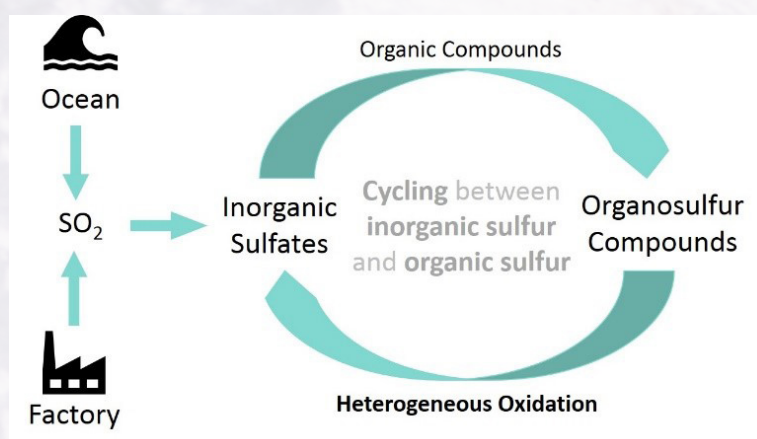 Ocean
SO₂
Factory
Organic Compounds
Inorganic
Sulfates
Cycling between
inorganic sulfur
and organic sulfur
Organosulfur
Compounds
Heterogeneous Oxidation